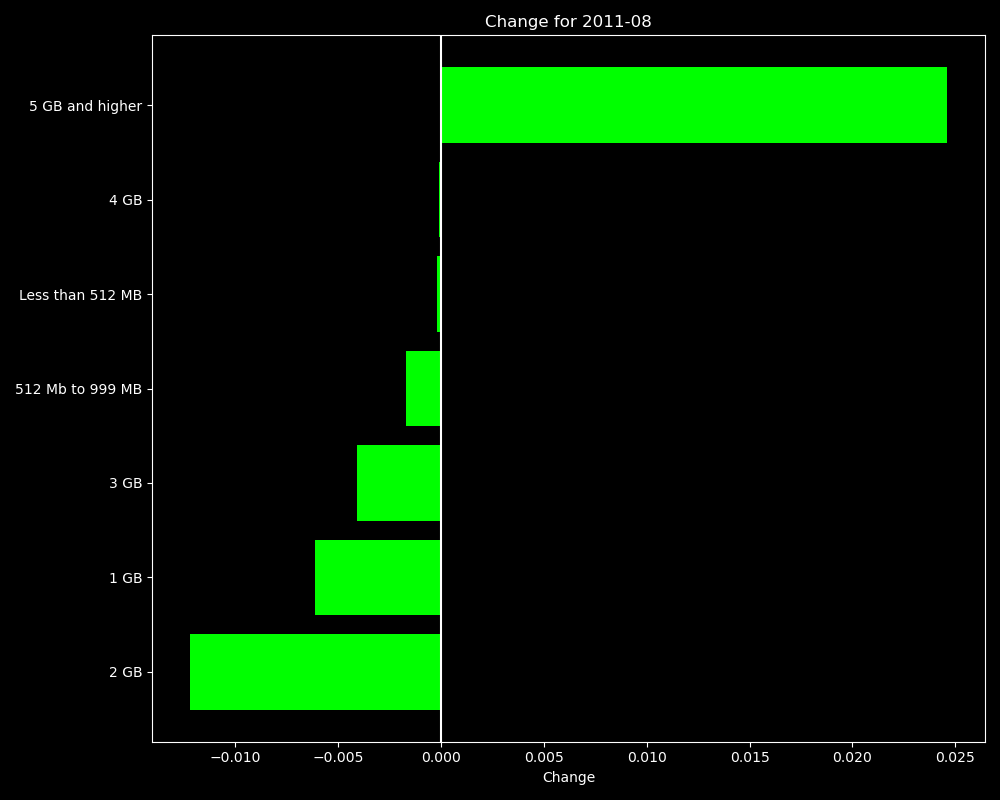 Change for 2011-08
5 GB and higher
4 GB
Less than 512 MB
512 Mb to 999 MB
3 GB
1 GB
2 GB
−0.010 −0.005 0.000 0.005 0.010 0.015 0.020 0.025
Change